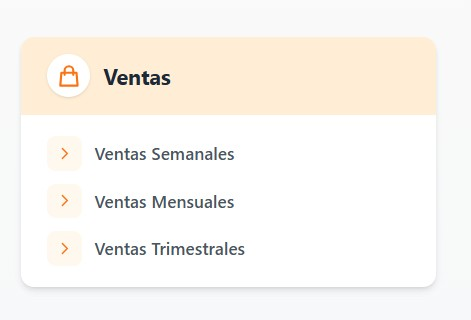 Ventas
Ventas Semanales
Ventas Mensuales
Ventas Trimestrales